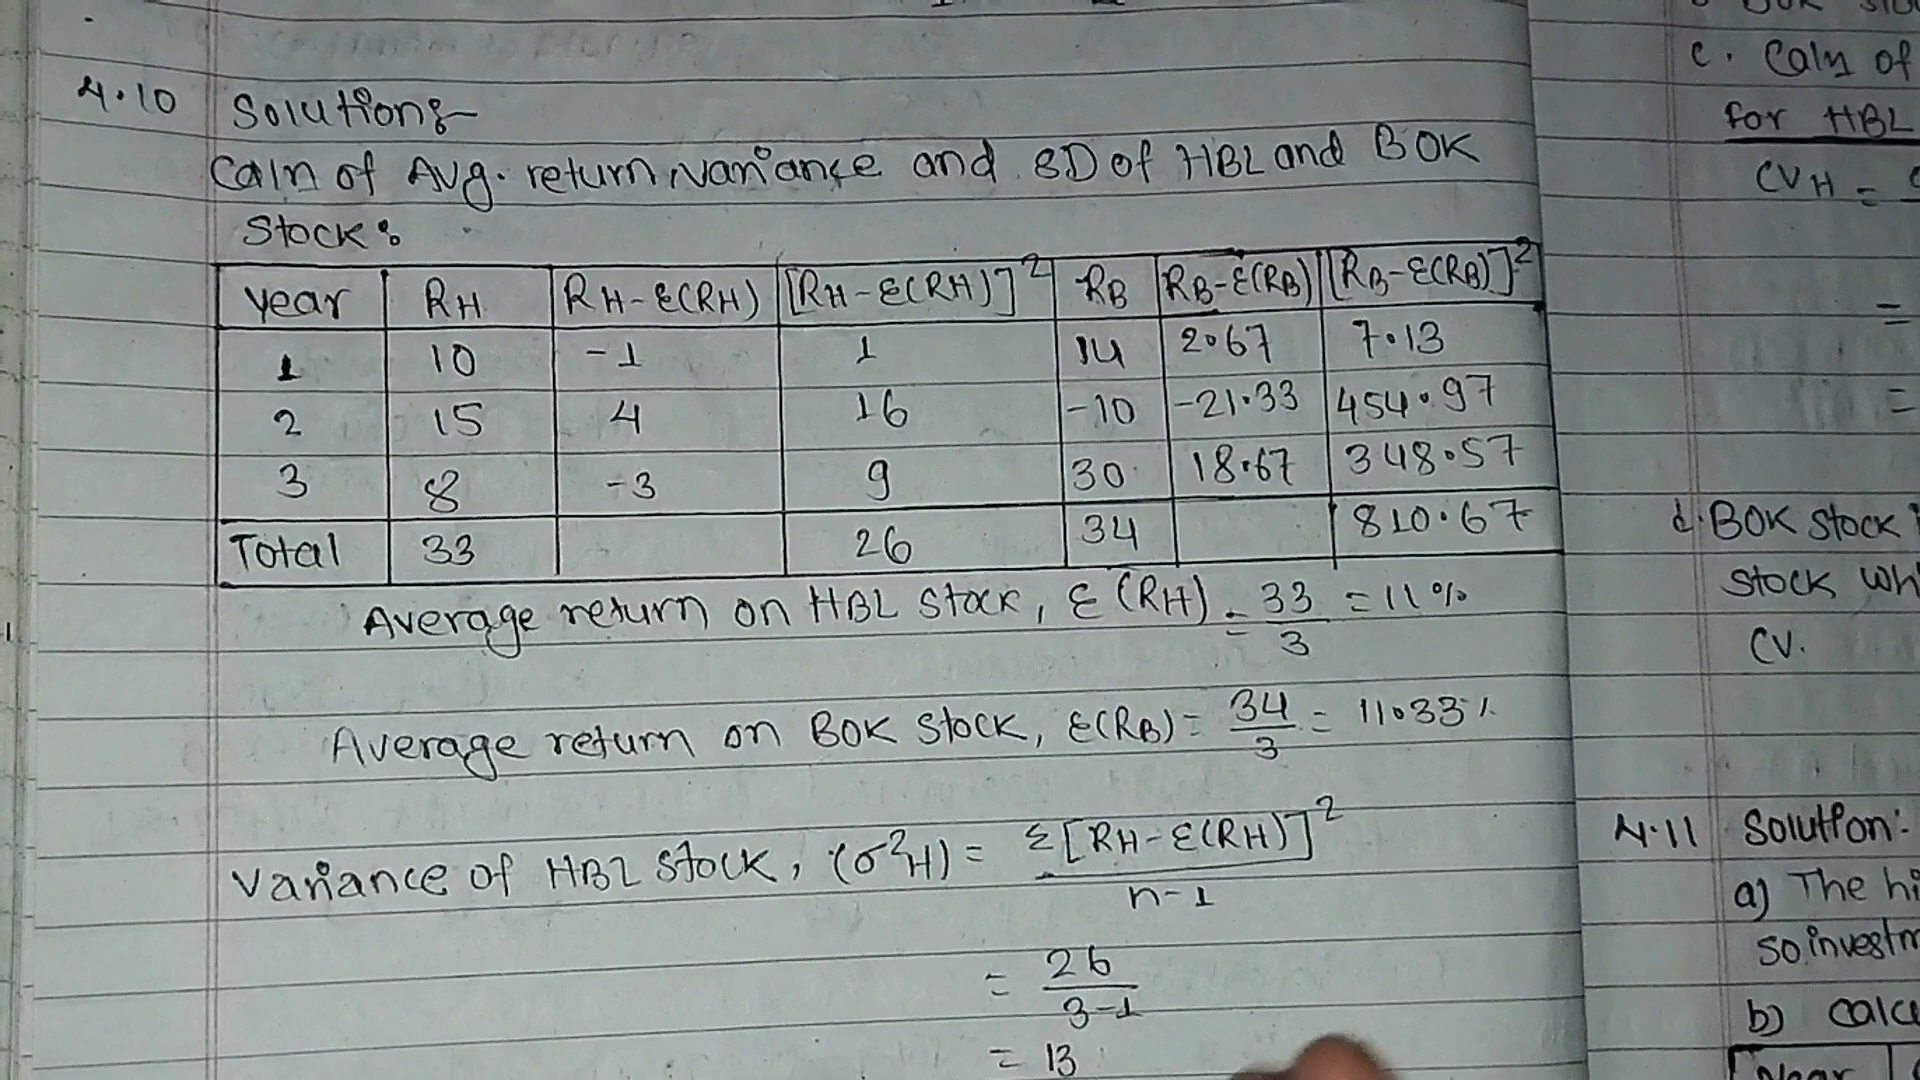 4.10 Solution:-
Caln of Avg. return, variance and SD of HBL and BOK
Stock:
Year RH RH-E(RH) [RH-E(RH)]² RB RB-E(RB) [RB-E(RB)]²
1 10 -1 1 14 2.67 7.13
2 15 4 16 -10 -21.33 454.97
3 8 -3 9 30 18.67 348.57
Total 33 26 34 810.67
Average return on HBL Stock, E(RH) = 33/3 = 11%
Average return on BOK Stock, E(RB) = 34/3 = 11.33%
Variance of HBL Stock, (σ²H) = Σ[RH-E(RH)]²/n-1
= 26/3-1
= 13
c. Caln of
for HBL
CVH =
=
=
d. BOK Stock
Stock wh
CV.
4.11 Solution:-
a) The hi
So investm
b) Calc